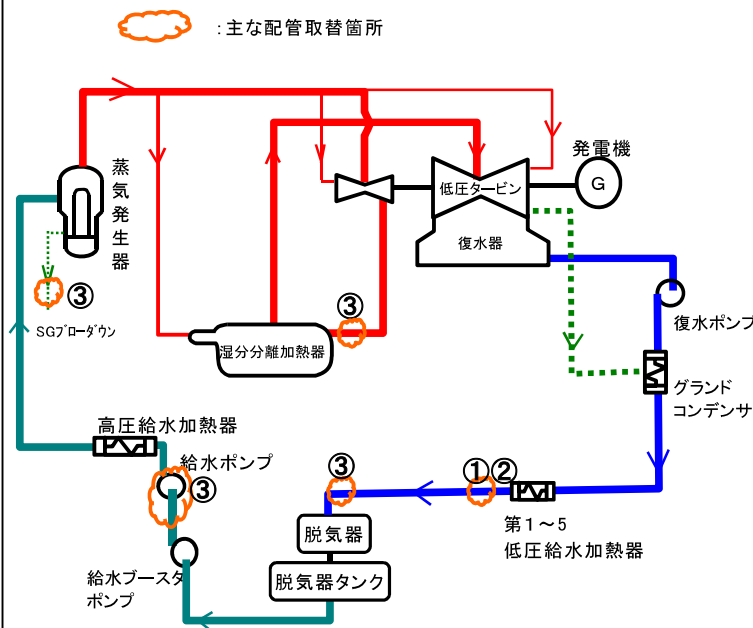 ：主な配管取替箇所
発電機
G
蒸気発生器
低圧タービン
復水器
③
SGブローダウン
③
湿分分離加熱器
復水ポンプ
グランド
コンデンサ
高圧給水加熱器
給水ポンプ
③
③
①②
脱気器
第1～5
低圧給水加熱器
給水ブースタ
ポンプ
脱気器タンク